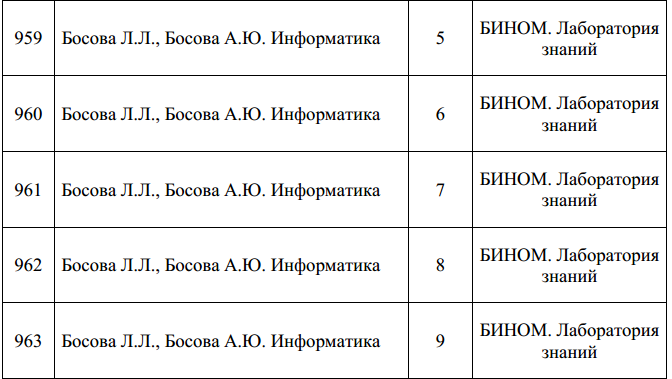 959 Босова Л.Л., Босова А.Ю. Информатика 5 БИНОМ. Лаборатория
знаний
960 Босова Л.Л., Босова А.Ю. Информатика 6 БИНОМ. Лаборатория
знаний
961 Босова Л.Л., Босова А.Ю. Информатика 7 БИНОМ. Лаборатория
знаний
962 Босова Л.Л., Босова А.Ю. Информатика 8 БИНОМ. Лаборатория
знаний
963 Босова Л.Л., Босова А.Ю. Информатика 9 БИНОМ. Лаборатория
знаний